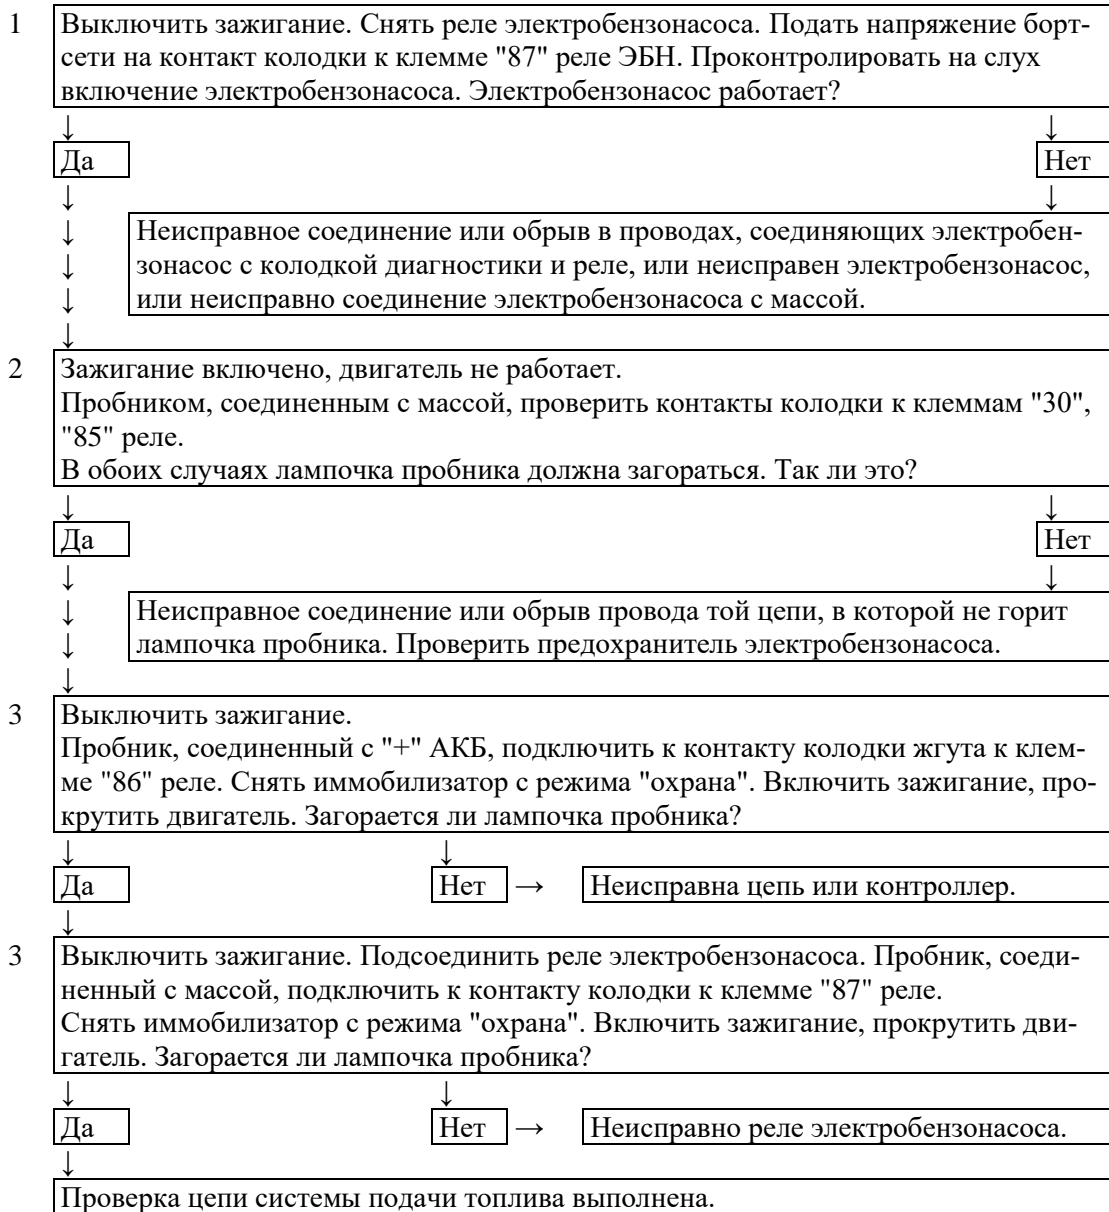 1 Выключить зажигание. Снять реле электробензонасоса. Подать напряжение борт-
сети на контакт колодки к клемме "87" реле ЭБН. Проконтролировать на слух
включение электробензонасоса. Электробензонасос работает?
↓ ↓
Да Нет
↓ ↓
↓ Неисправное соединение или обрыв в проводах, соединяющих электробен-
↓ зонасос с колодкой диагностики и реле, или неисправен электробензонасос,
↓ или неисправно соединение электробензонасоса с массой.
↓
2 Зажигание включено, двигатель не работает.
Пробником, соединенным с массой, проверить контакты колодки к клеммам "30",
"85" реле.
В обоих случаях лампочка пробника должна загораться. Так ли это?
↓ ↓
Да Нет
↓ ↓
↓ Неисправное соединение или обрыв провода той цепи, в которой не горит
↓ лампочка пробника. Проверить предохранитель электробензонасоса.
↓
3 Выключить зажигание.
Пробник, соединенный с "+" АКБ, подключить к контакту колодки жгута к клем-
ме "86" реле. Снять иммобилизатор с режима "охрана". Включить зажигание, про-
крутить двигатель. Загорается ли лампочка пробника?
↓ ↓
Да Нет → Неисправна цепь или контроллер.
↓
3 Выключить зажигание. Подсоединить реле электробензонасоса. Пробник, соеди-
ненный с массой, подключить к контакту колодки к клемме "87" реле.
Снять иммобилизатор с режима "охрана". Включить зажигание, прокрутить дви-
гатель. Загорается ли лампочка пробника?
↓ ↓
Да Нет → Неисправно реле электробензонасоса.
↓
Проверка цепи системы подачи топлива выполнена.